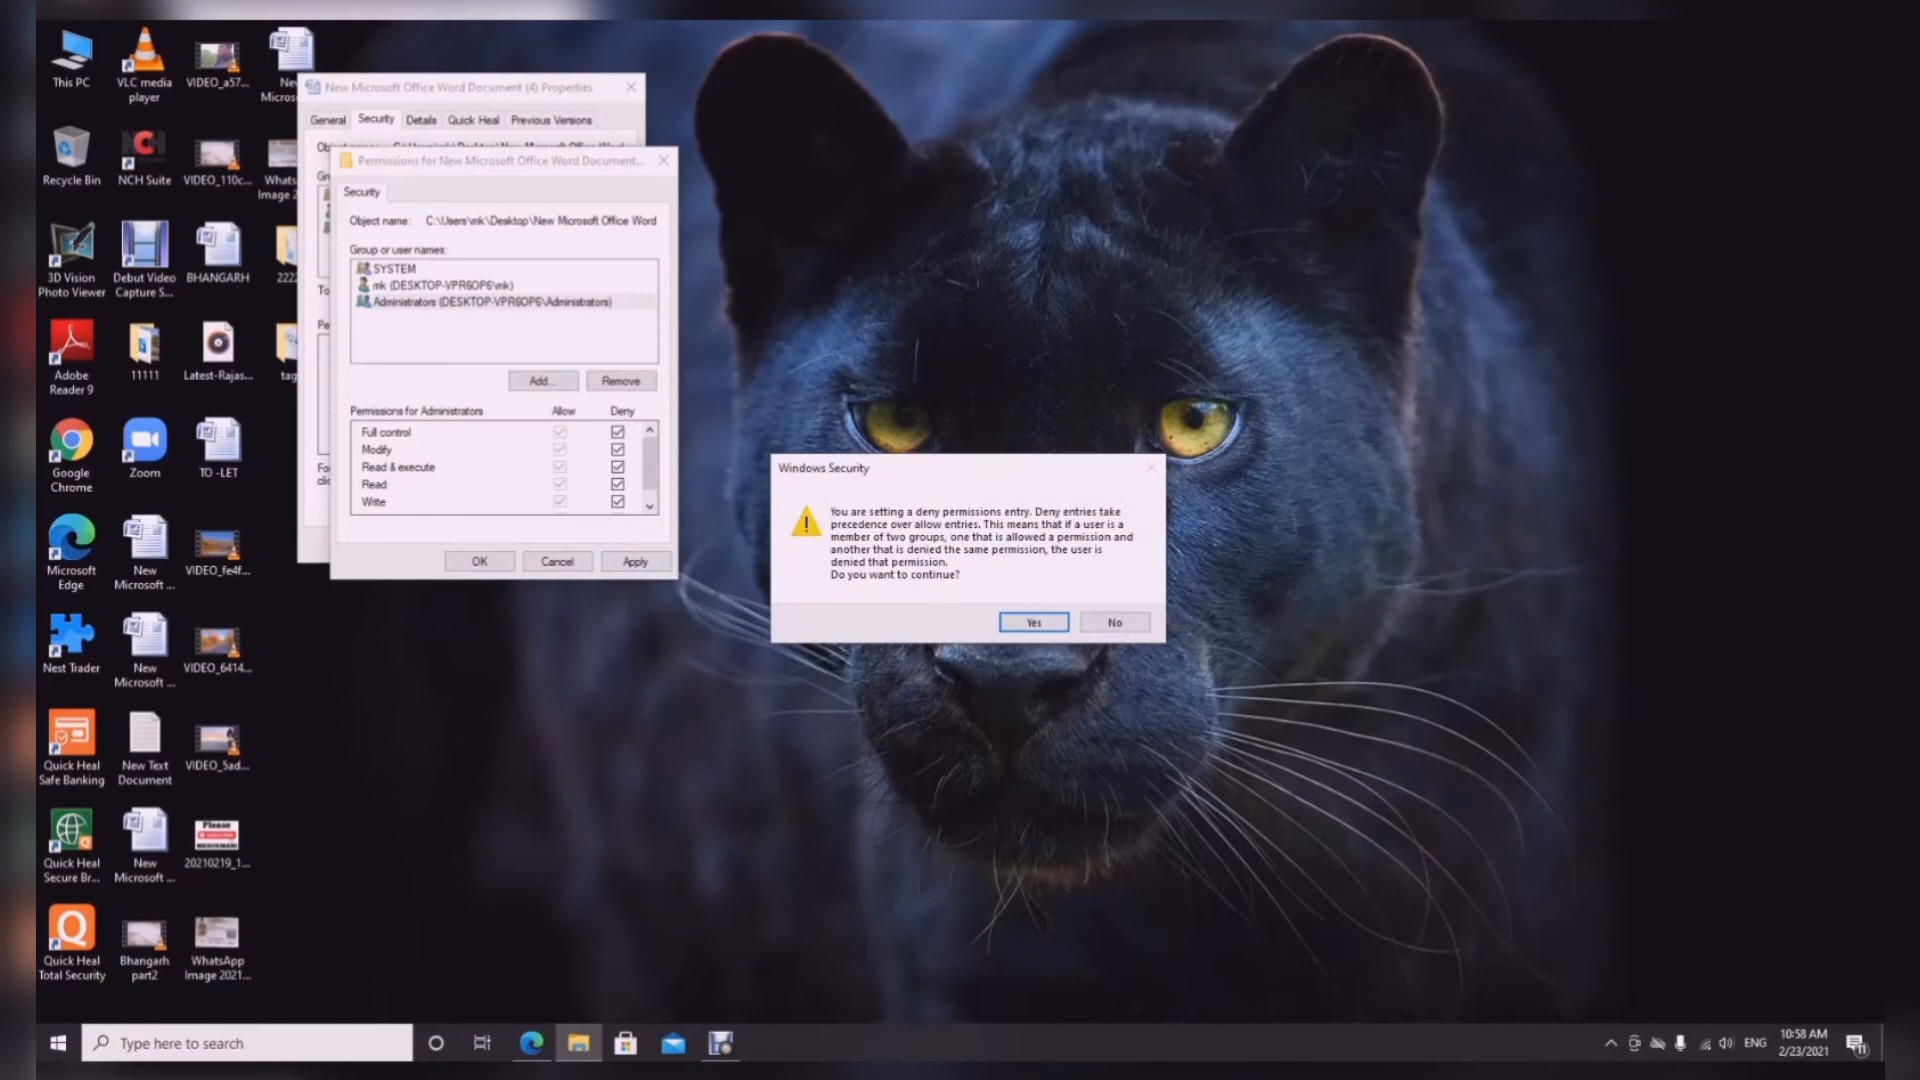 This PC
VLC media
player
VIDEO_a57...
Recycle Bin
NCH Suite
VIDEO_110c...
3D Vision
Photo Viewer
Debut Video
Capture S...
BHANGARH
Adobe
Reader 9
11111
Latest-Rajas...
Google
Chrome
Zoom
TO -LET
Microsoft
Edge
New
Microsoft ...
VIDEO_fe4f...
Nest Trader
New
Microsoft ...
VIDEO_6414...
Quick Heal
Safe Banking
New Text
Document
VIDEO_5ad...
Quick Heal
Secure Br...
New
Microsoft ...
Please
20210219_1...
Quick Heal
Total Security
Bhangarh
part2
WhatsApp
Image 2021...
New Microsoft Office Word Document (4) Properties
General Security Details Quick Heal Previous Versions
Permissions for New Microsoft Office Word Document...
Security
Object name: C:\Users\mk\Desktop\New Microsoft Office Word
Group or user names:
SYSTEM
mk (DESKTOP-VPR6OP6\mk)
Administrators (DESKTOP-VPR6OP6\Administrators)
Add... Remove
Permissions for Administrators Allow Deny
Full control
Modify
Read & execute
Read
Write
OK Cancel Apply
Windows Security
You are setting a deny permissions entry. Deny entries take
precedence over allow entries. This means that if a user is a
member of two groups, one that is allowed a permission and
another that is denied the same permission, the user is
denied that permission.
Do you want to continue?
Yes No
Type here to search
ENG
10:58 AM
2/23/2021
11